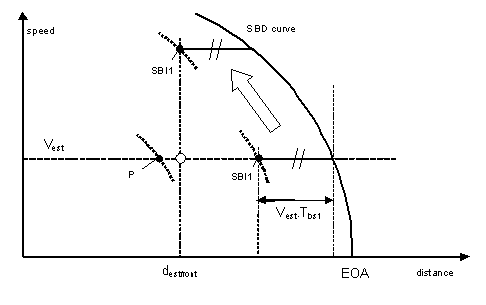 speed
SBD curve
SBI1
Vest
P
SBI1
Vest.Tbs1
destfront
EOA
distance